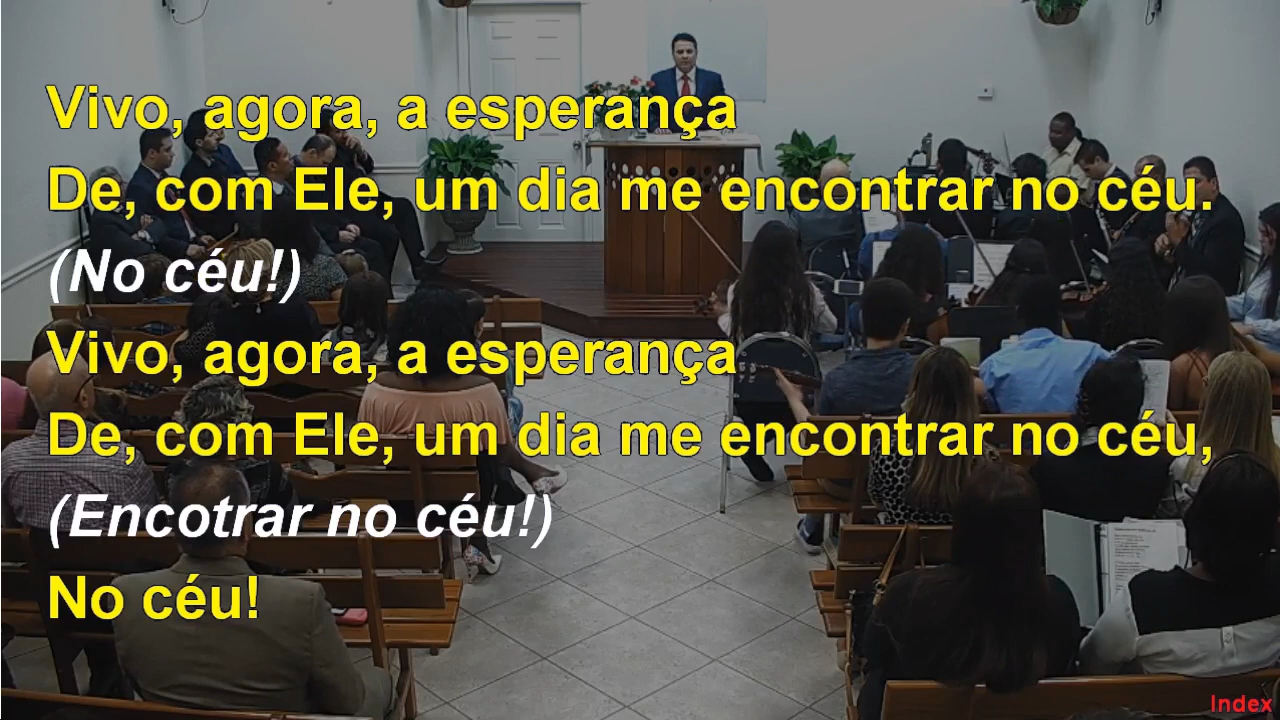 Vivo, agora, a esperança
De, com Ele, um dia me encontrar no céu.
(No céu!)
Vivo, agora, a esperança
De, com Ele, um dia me encontrar no céu,
(Encotrar no céu!)
No céu!
Index